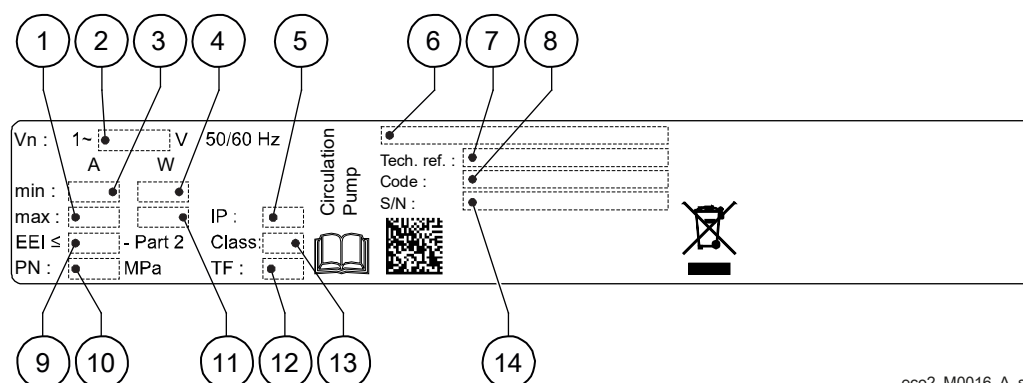 1 2 3 4 5 6 7 8
Vn : 1~ V 50/60 Hz
A W
min :
max : IP :
EEI ≤ - Part 2 Class:
PN : MPa TF :
Circulation
Pump
Tech. ref. :
Code :
S/N :
9 10 11 12 13 14